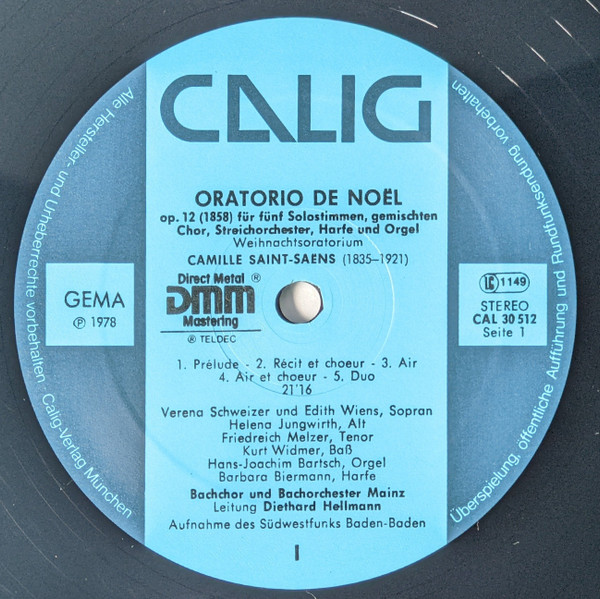 CALIG
ORATORIO DE NOËL
op. 12 (1858) für fünf Solostimmen, gemischten
Chor, Streichorchester, Harfe und Orgel
Weihnachtsoratorium
CAMILLE SAINT-SAENS (1835–1921)
Direct Metal ®
DMM
Mastering
® TELDEC
GEMA
℗ 1978
LC 1149
STEREO
CAL 30 512
Seite 1
1. Prélude - 2. Récit et choeur - 3. Air
4. Air et choeur - 5. Duo
21'16
Verena Schweizer und Edith Wiens, Sopran
Helena Jungwirth, Alt
Friedreich Melzer, Tenor
Kurt Widmer, Baß
Hans-Joachim Bartsch, Orgel
Barbara Biermann, Harfe
Bachchor und Bachorchester Mainz
Leitung Diethard Hellmann
Aufnahme des Südwestfunks Baden-Baden
I
Alle Hersteller- und Urheberrechte vorbehalten · Calig-Verlag München
Überspielung, öffentliche Aufführung und Rundfunksendung vorbehalten